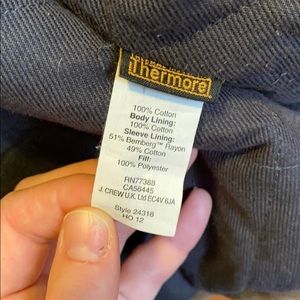 Thermore
100% Cotton
Body Lining:
100% Cotton
Sleeve Lining:
51% Bemberg™ Rayon
49% Cotton
Fill:
100% Polyester
RN77388
CA56445
J. CREW U.K. Ltd EC4V 6JA
Style 24318
HO 12